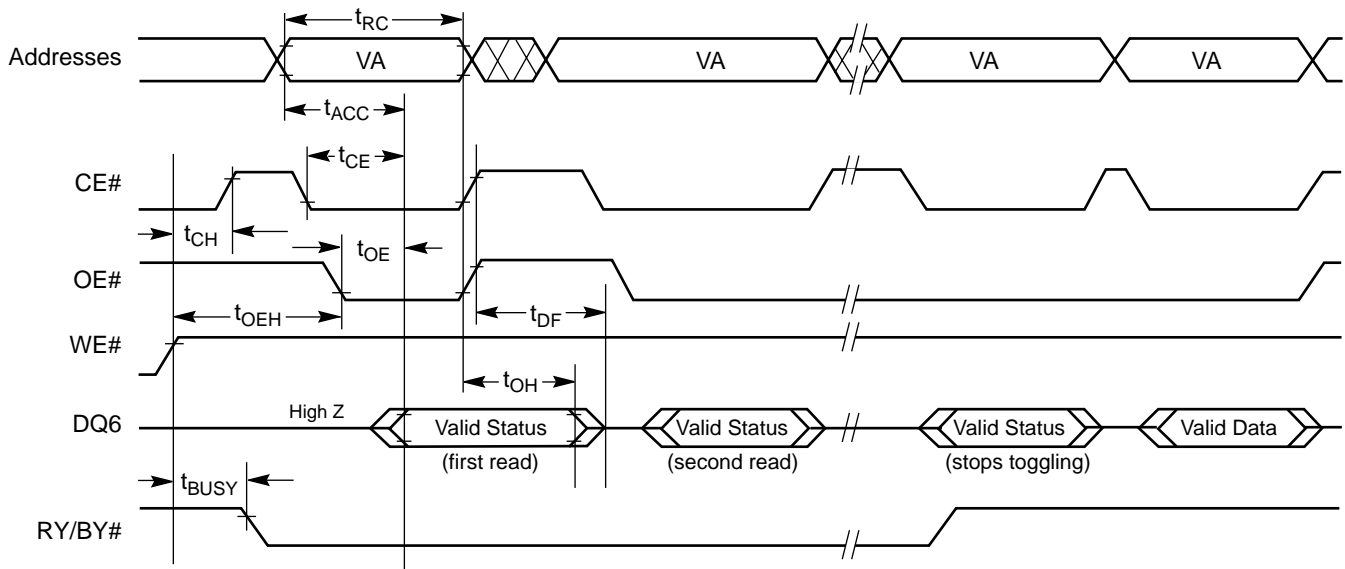 tRC
Addresses VA VA VA VA
tACC
tCE
CE#
tCH tOE
OE#
tOEH tDF
WE#
tOH
High Z
DQ6 Valid Status Valid Status Valid Status Valid Data
(first read) (second read) (stops toggling)
tBUSY
RY/BY#